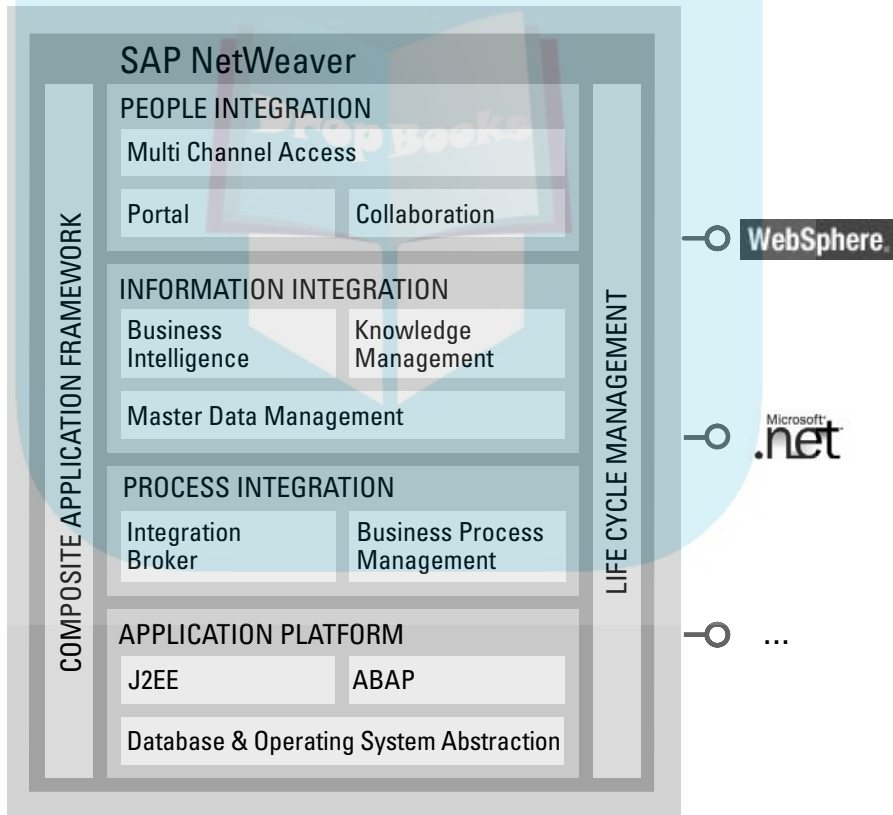 SAP NetWeaver
COMPOSITE APPLICATION FRAMEWORK
PEOPLE INTEGRATION
Drop Books
Multi Channel Access
Portal
Collaboration
INFORMATION INTEGRATION
Business
Intelligence
Knowledge
Management
Master Data Management
PROCESS INTEGRATION
Integration
Broker
Business Process
Management
APPLICATION PLATFORM
J2EE
ABAP
Database & Operating System Abstraction
LIFE CYCLE MANAGEMENT
WebSphere.
Microsoft
.net
...